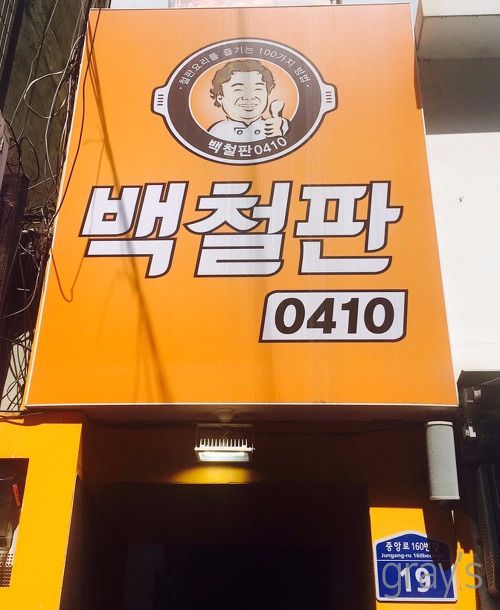 ·철판요리를 즐기는 100가지 방법·
백철판0410
백철판
0410
중앙로 160번
Jungang-ro 160beon
19
gray's